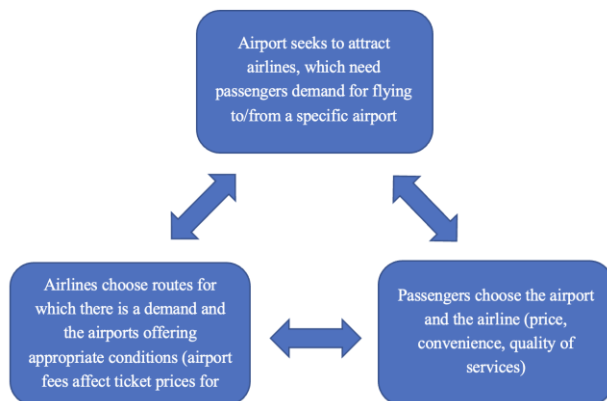 Airport seeks to attract
airlines, which need
passengers demand for flying
to/from a specific airport
Airlines choose routes for
which there is a demand and
the airports offering
appropriate conditions (airport
fees affect ticket prices for
Passengers choose the airport
and the airline (price,
convenience, quality of
services)